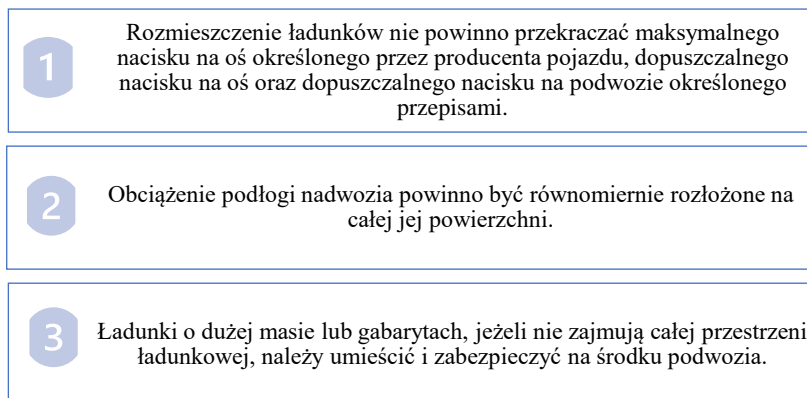 Rozmieszczenie ładunków nie powinno przekraczać maksymalnego
nacisku na oś określonego przez producenta pojazdu, dopuszczalnego
1
nacisku na oś oraz dopuszczalnego nacisku na podwozie określonego
przepisami.
2
Obciążenie podłogi nadwozia powinno być równomiernie rozłożone na
całej jej powierzchni.
3
Ładunki o dużej masie lub gabarytach, jeżeli nie zajmują całej przestrzeni
ładunkowej, należy umieścić i zabezpieczyć na środku podwozia.